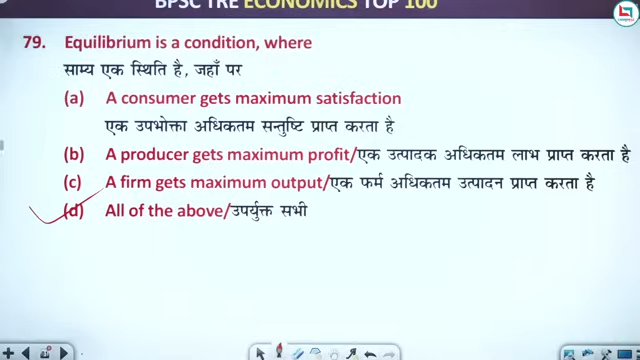 BPSC TRE ECONOMICS TOP 100
79. Equilibrium is a condition, where
साम्य एक स्थिति है, जहाँ पर
(a) A consumer gets maximum satisfaction
एक उपभोक्ता अधिकतम सन्तुष्टि प्राप्त करता है
(b) A producer gets maximum profit/एक उत्पादक अधिकतम लाभ प्राप्त करता है
(c) A firm gets maximum output/एक फर्म अधिकतम उत्पादन प्राप्त करता है
(d) All of the above/उपर्युक्त सभी